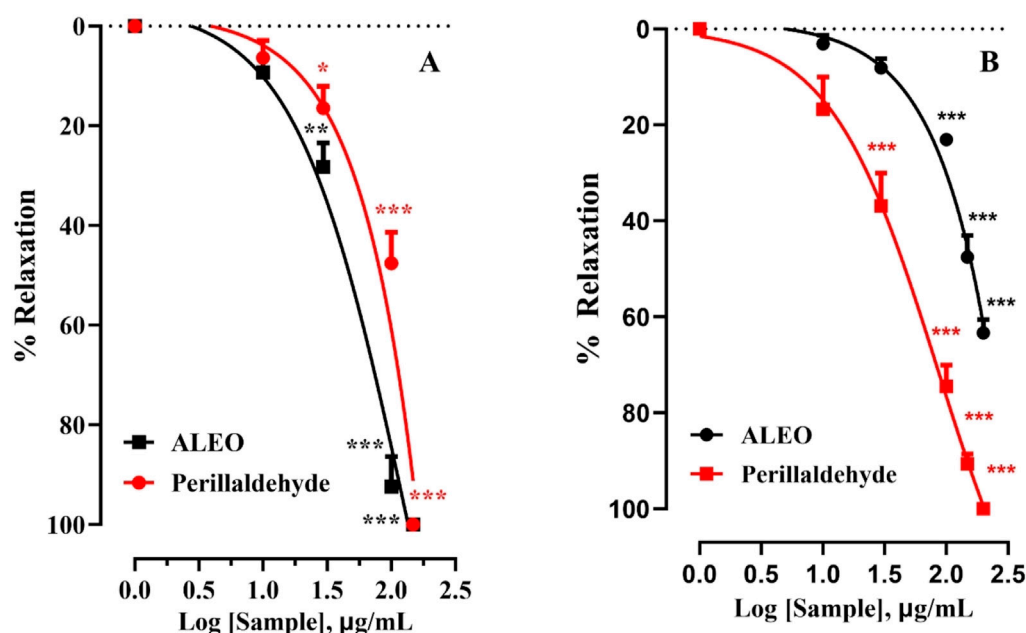 A
% Relaxation
0
20
40
60
80
100
*
**
***
***
***
***
ALEO
Perillaldehyde
0.0 0.5 1.0 1.5 2.0 2.5
Log [Sample], µg/mL
B
% Relaxation
0
20
40
60
80
100
***
***
***
***
***
***
***
ALEO
Perillaldehyde
0.0 0.5 1.0 1.5 2.0 2.5
Log [Sample], µg/mL